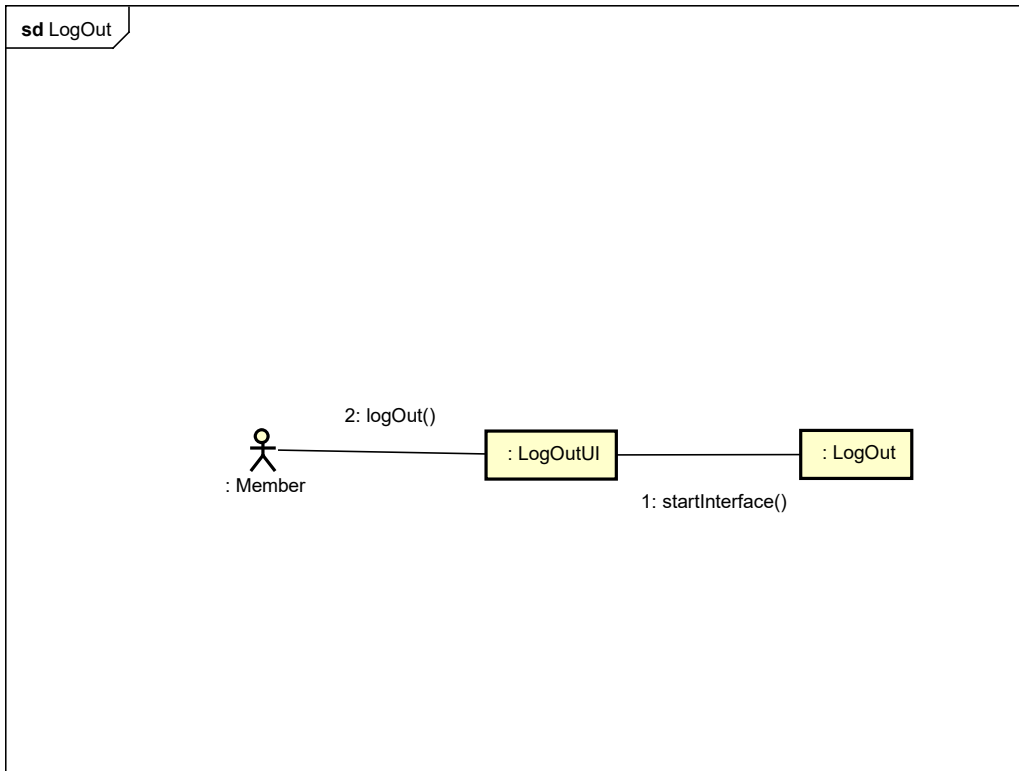 sd LogOut
2: logOut()
: LogOutUI
: LogOut
: Member
1: startInterface()